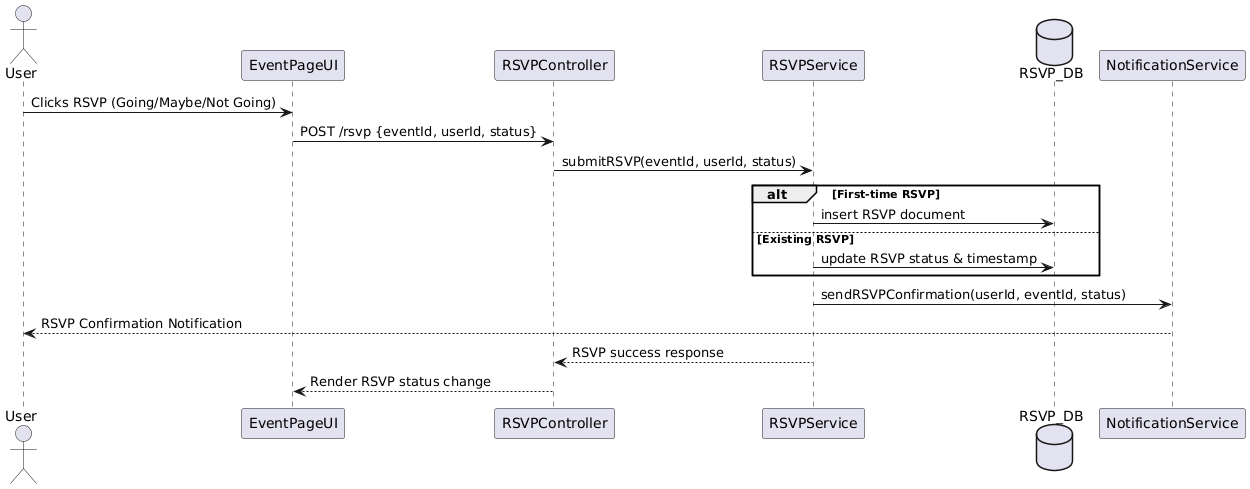 User
EventPageUI
RSVPController
RSVPService
RSVP_DB
NotificationService
Clicks RSVP (Going/Maybe/Not Going)
POST /rsvp {eventId, userId, status}
submitRSVP(eventId, userId, status)
alt
[First-time RSVP]
insert RSVP document
[Existing RSVP]
update RSVP status & timestamp
sendRSVPConfirmation(userId, eventId, status)
RSVP Confirmation Notification
RSVP success response
Render RSVP status change
User
EventPageUI
RSVPController
RSVPService
RSVP_DB
NotificationService